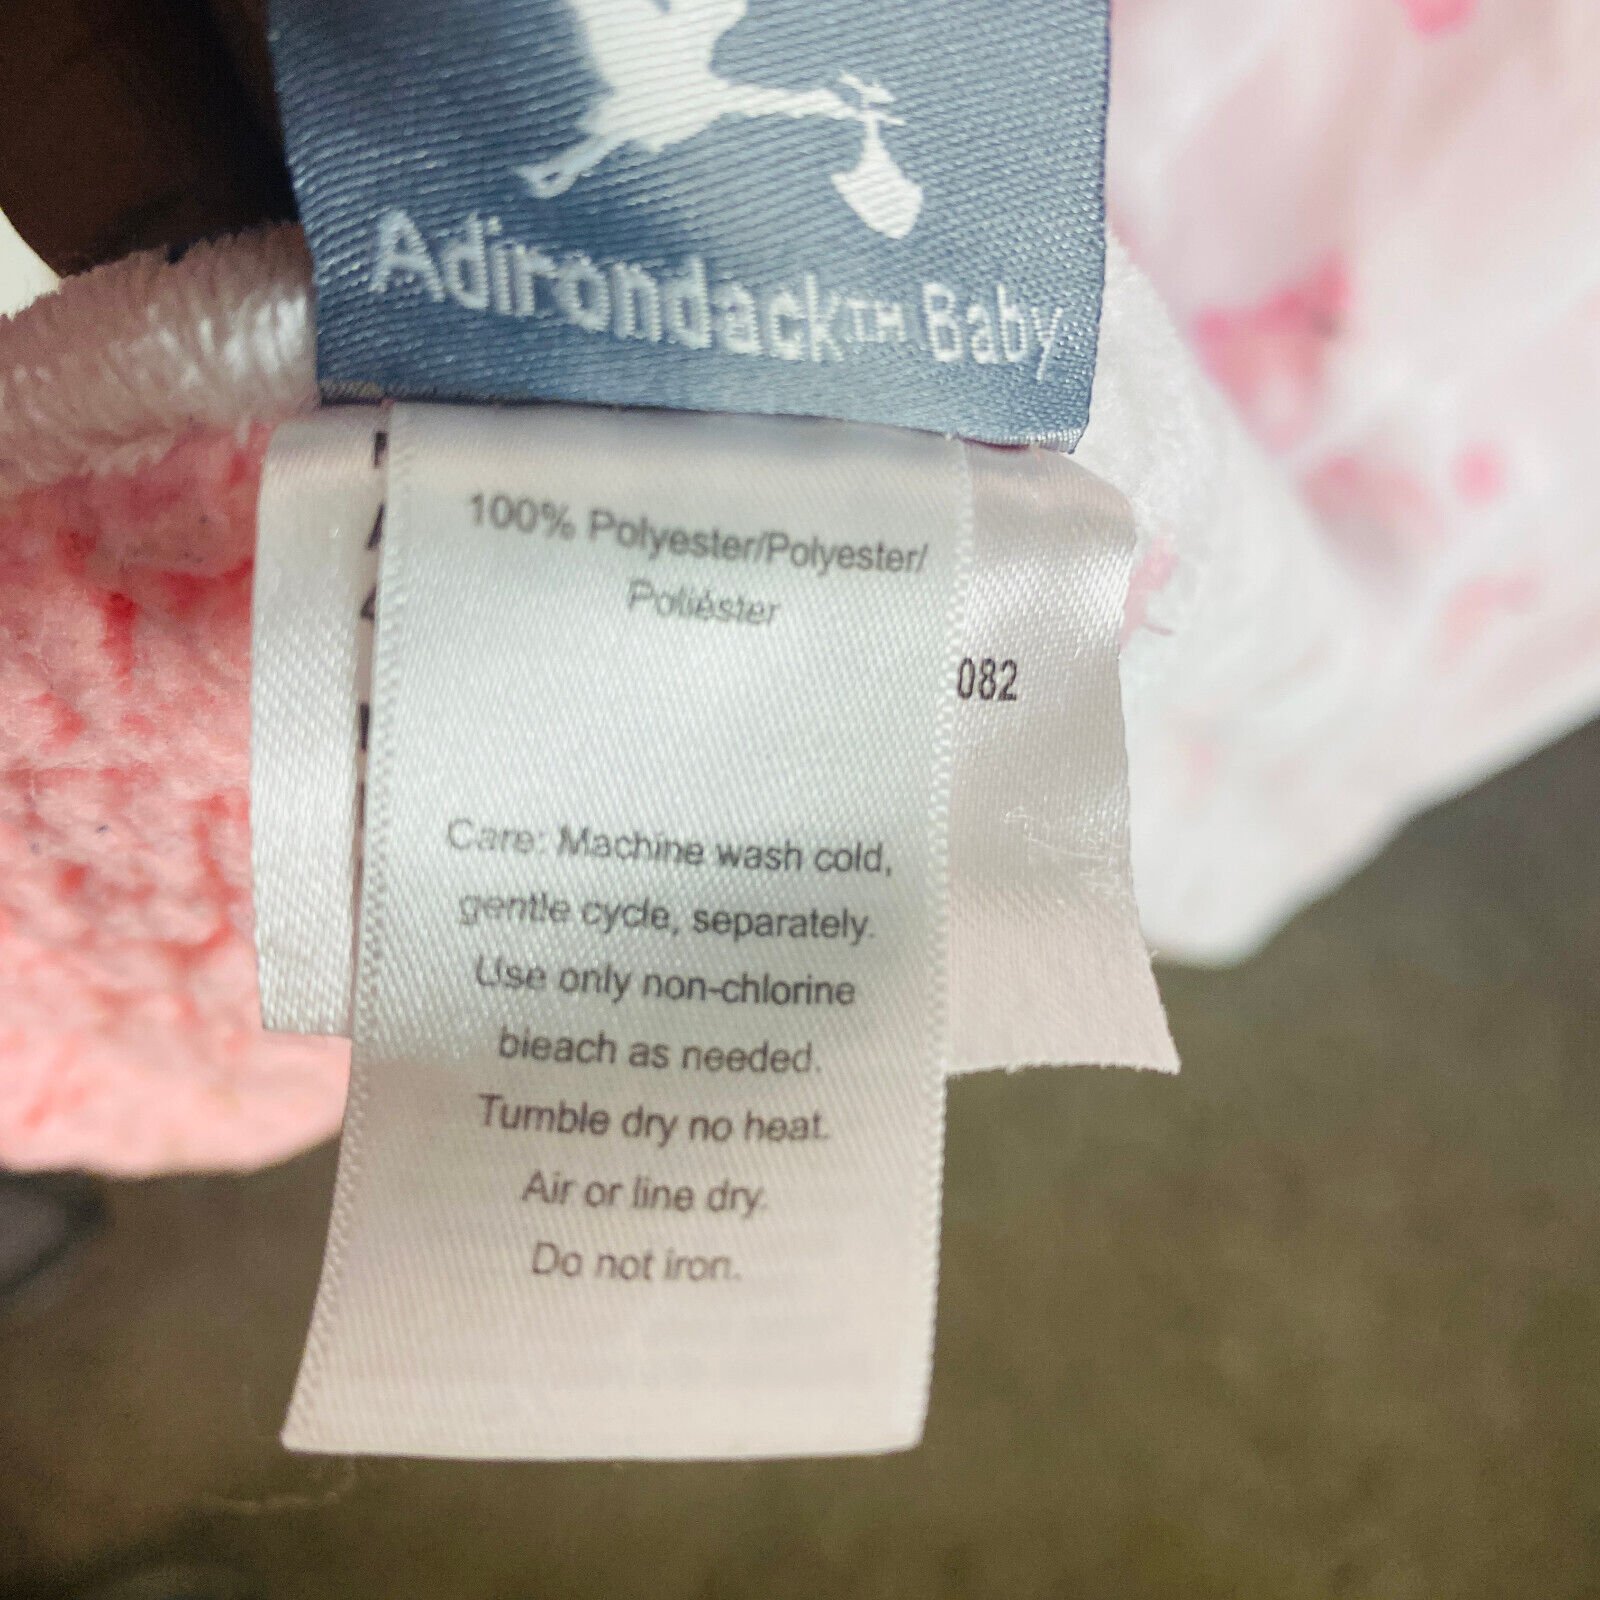 Adirondack™ Baby
100% Polyester/Polyester/
Poliéster
082
Care: Machine wash cold,
gentle cycle, separately.
Use only non-chlorine
bleach as needed.
Tumble dry no heat.
Air or line dry.
Do not iron.